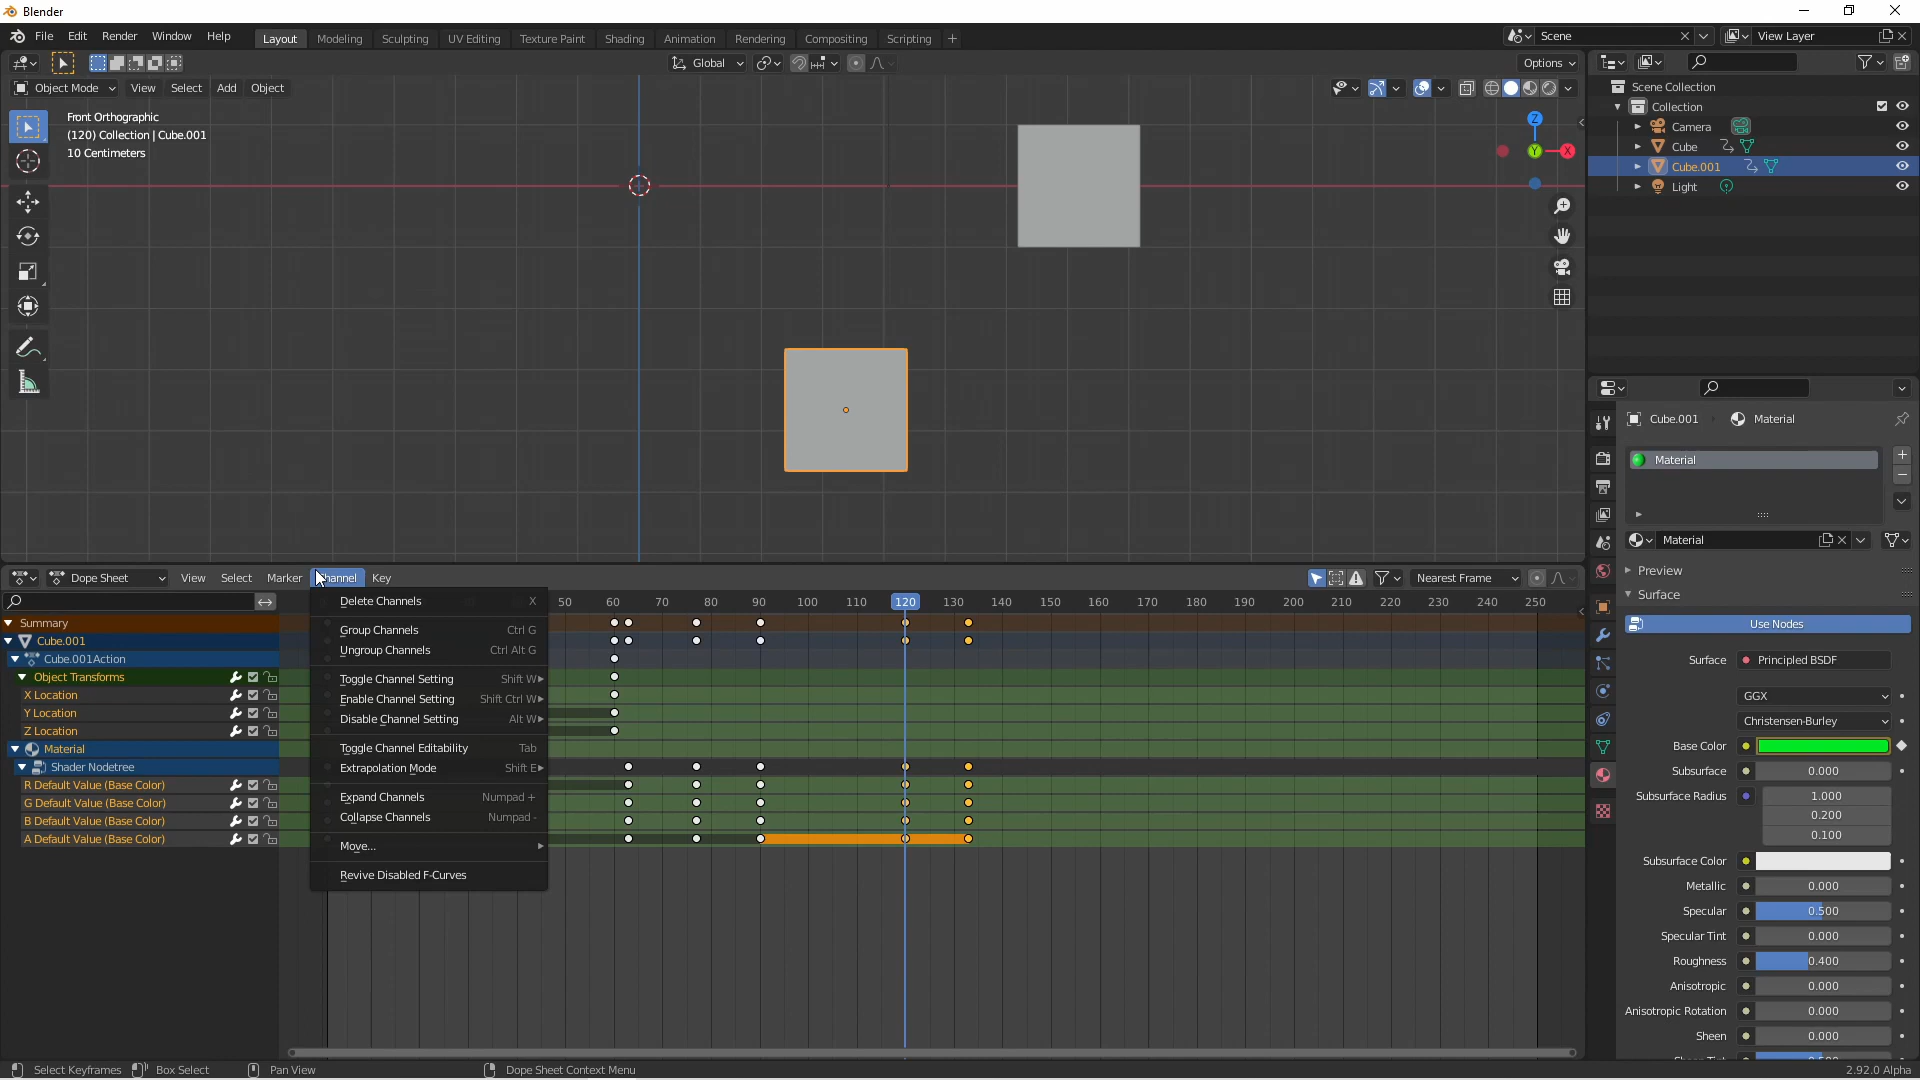 Blender
File Edit Render Window Help
Layout Modeling Sculpting UV Editing Texture Paint Shading Animation Rendering Compositing Scripting +
Scene
View Layer
Global
Options
Object Mode View Select Add Object
Front Orthographic
(120) Collection | Cube.001
10 Centimeters
Z
Y
X
Scene Collection
Collection
Camera
Cube
Cube.001
Light
Cube.001 Material
Material
Material
Preview
Surface
Use Nodes
Surface Principled BSDF
GGX
Christensen-Burley
Base Color
Subsurface 0.000
Subsurface Radius 1.000
0.200
0.100
Subsurface Color
Metallic 0.000
Specular 0.500
Specular Tint 0.000
Roughness 0.400
Anisotropic 0.000
Anisotropic Rotation 0.000
Sheen 0.000
Dope Sheet View Select Marker Key
Nearest Frame
50 60 70 80 90 100 110 120 130 140 150 160 170 180 190 200 210 220 230 240 250
Summary
Cube.001
Cube.001Action
Object Transforms
X Location
Y Location
Z Location
Material
Shader Nodetree
R Default Value (Base Color)
G Default Value (Base Color)
B Default Value (Base Color)
A Default Value (Base Color)
Delete Channels X
Group Channels Ctrl G
Ungroup Channels Ctrl Alt G
Toggle Channel Setting Shift W
Enable Channel Setting Shift Ctrl W
Disable Channel Setting Alt W
Toggle Channel Editability Tab
Extrapolation Mode Shift E
Expand Channels Numpad +
Collapse Channels Numpad -
Move...
Revive Disabled F-Curves
Select Keyframes Box Select Pan View Dope Sheet Context Menu
2.92.0 Alpha